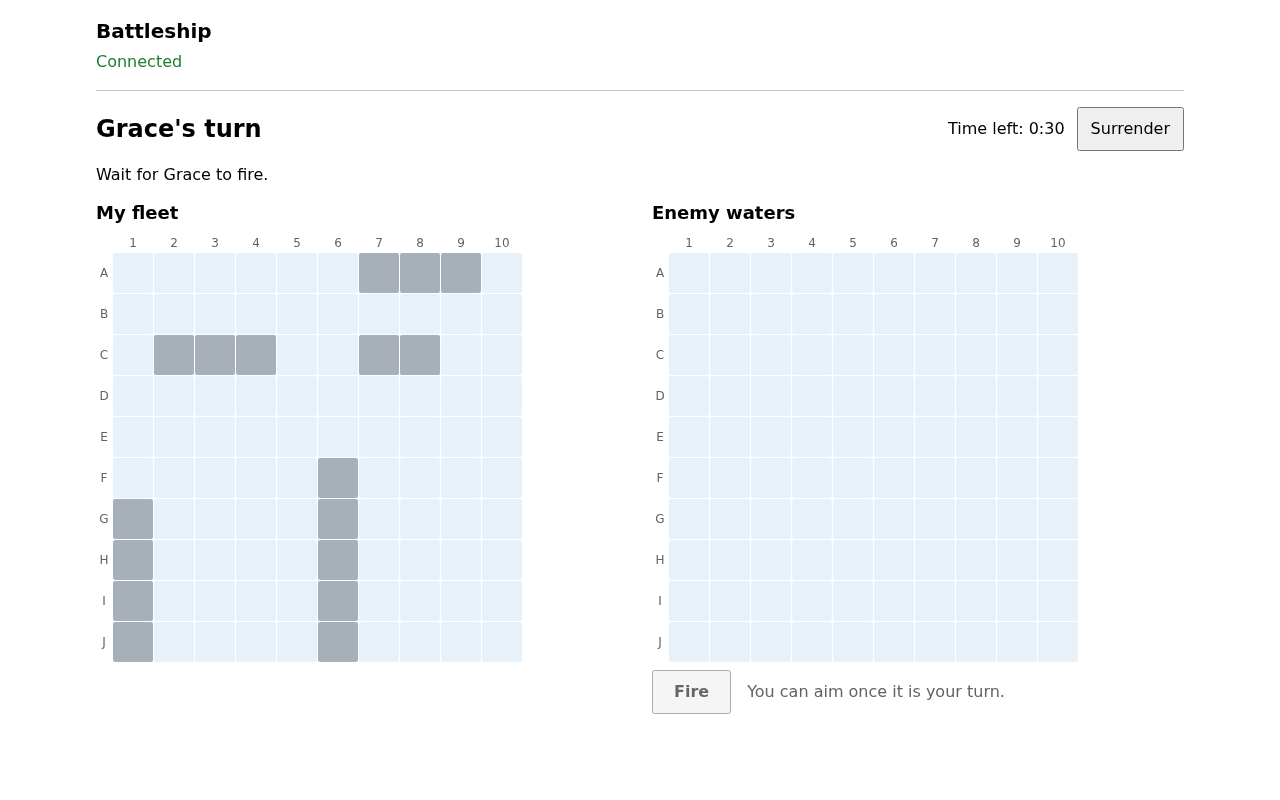 Battleship
Connected
Grace's turn
Time left: 0:30
Surrender
Wait for Grace to fire.
My fleet
1 2 3 4 5 6 7 8 9 10
A
B
C
D
E
F
G
H
I
J
Enemy waters
1 2 3 4 5 6 7 8 9 10
A
B
C
D
E
F
G
H
I
J
Fire
You can aim once it is your turn.